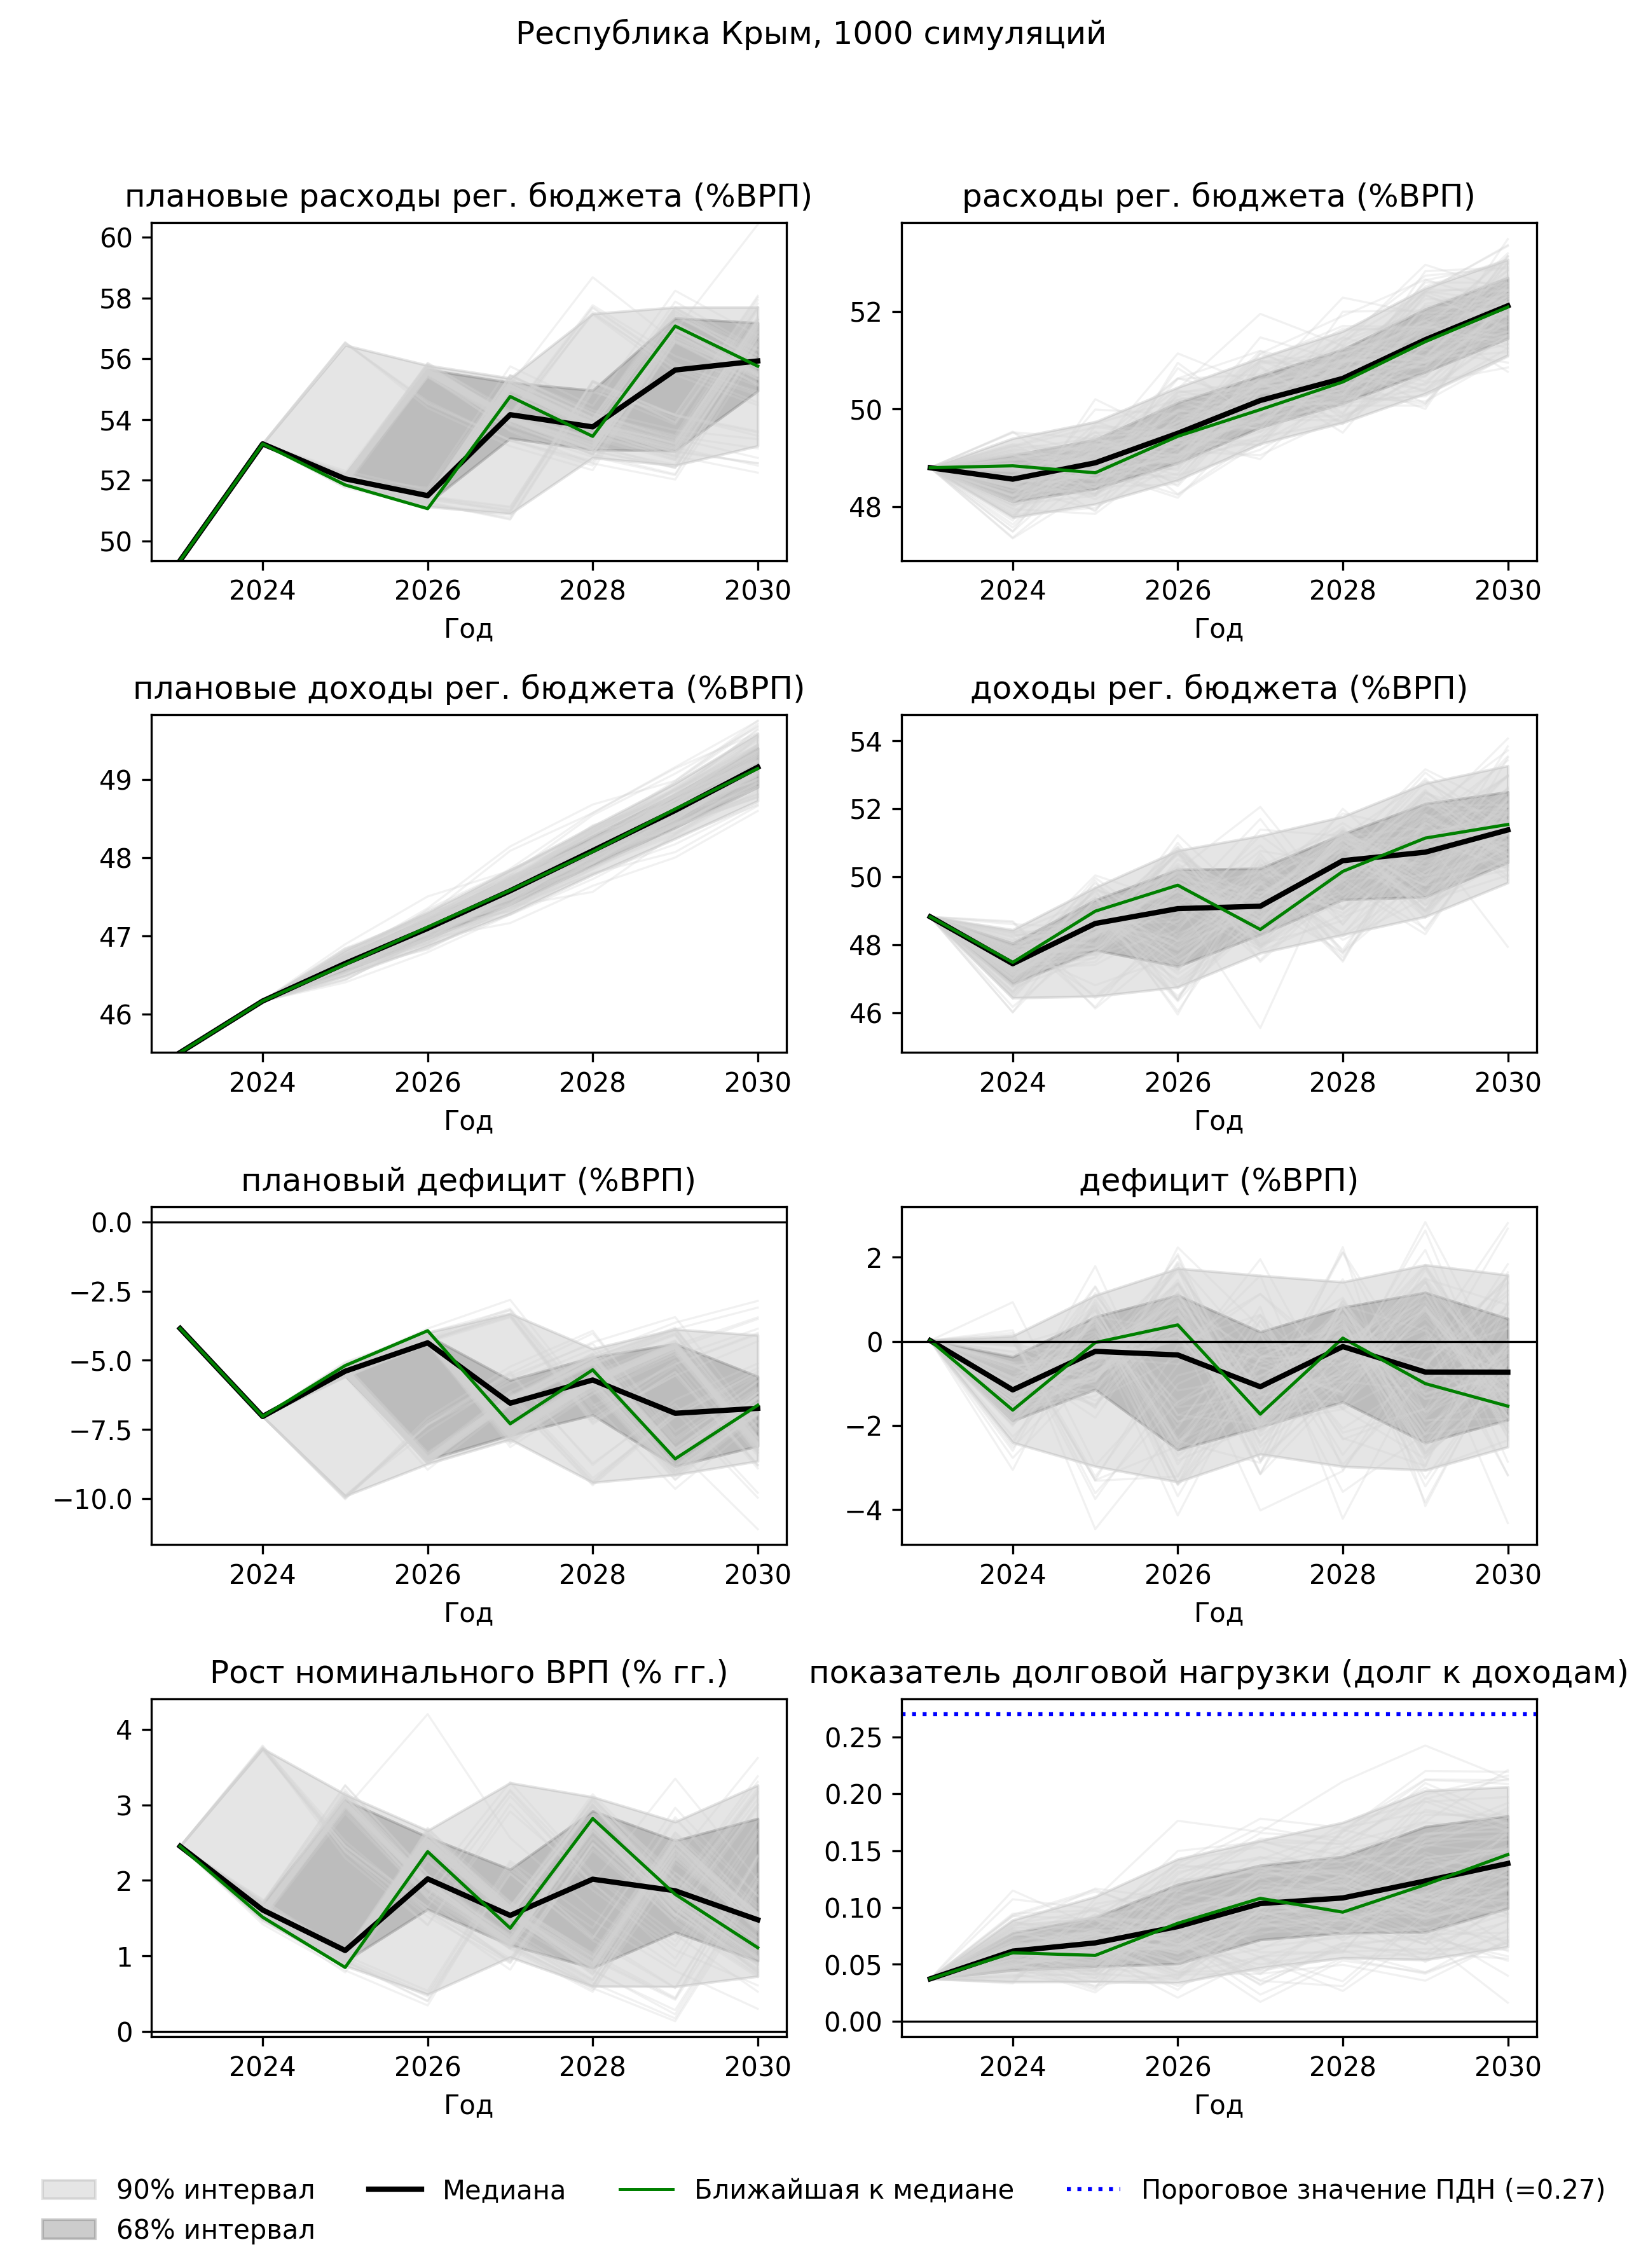 Республика Крым, 1000 симуляций
плановые расходы рег. бюджета (%ВРП)
60
58
56
54
52
50
2024 2026 2028 2030
Год
расходы рег. бюджета (%ВРП)
52
50
48
2024 2026 2028 2030
Год
плановые доходы рег. бюджета (%ВРП)
49
48
47
46
2024 2026 2028 2030
Год
доходы рег. бюджета (%ВРП)
54
52
50
48
46
2024 2026 2028 2030
Год
плановый дефицит (%ВРП)
0.0
−2.5
−5.0
−7.5
−10.0
2024 2026 2028 2030
Год
дефицит (%ВРП)
2
0
−2
−4
2024 2026 2028 2030
Год
Рост номинального ВРП (% гг.)
4
3
2
1
0
2024 2026 2028 2030
Год
показатель долговой нагрузки (долг к доходам)
0.25
0.20
0.15
0.10
0.05
0.00
2024 2026 2028 2030
Год
90% интервал
68% интервал
Медиана
Ближайшая к медиане
Пороговое значение ПДН (=0.27)